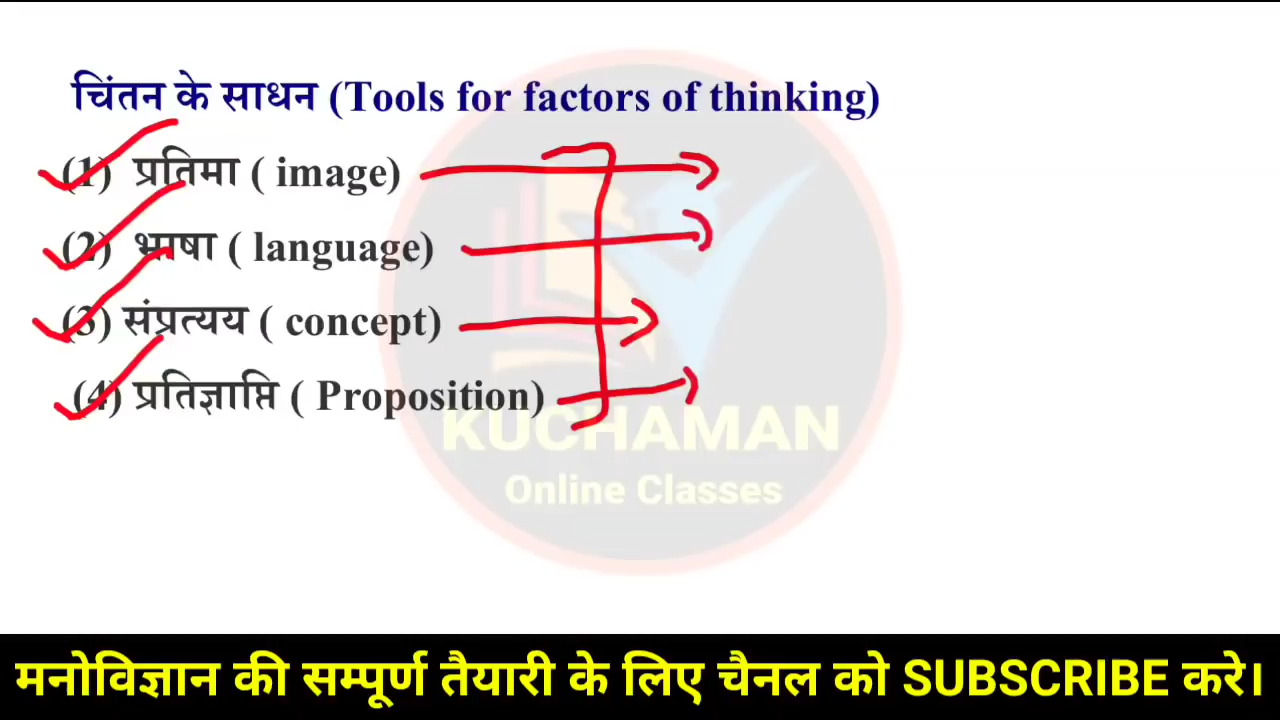 चिंतन के साधन (Tools for factors of thinking)
(1) प्रतिमा ( image)
(2) भाषा ( language)
(3) संप्रत्यय ( concept)
(4) प्रतिज्ञाप्ति ( Proposition)
KUCHAMAN
Online Classes
मनोविज्ञान की सम्पूर्ण तैयारी के लिए चैनल को SUBSCRIBE करे।